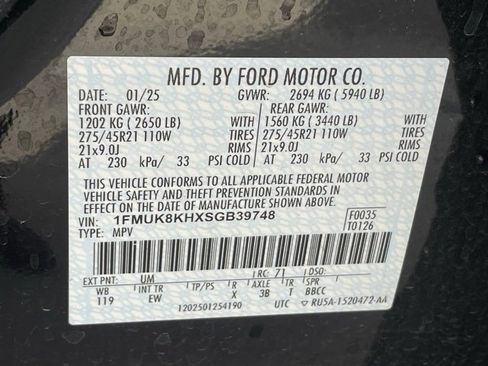 MFD. BY FORD MOTOR CO.
DATE: 01/25 GVWR: 2694 KG (5940 LB)
FRONT GAWR: REAR GAWR:
1202 KG (2650 LB) 1560 KG (3440 LB)
275/45R21 110W TIRES 275/45R21 110W TIRES
21x9.0J RIMS 21x9.0J RIMS
AT 230 kPa/ 33 PSI COLD AT 230 kPa/ 33 PSI COLD
THIS VEHICLE CONFORMS TO ALL APPLICABLE FEDERAL MOTOR
VEHICLE SAFETY AND THEFT PREVENTION STANDARDS IN
EFFECT ON THE DATE OF MANUFACTURE SHOWN ABOVE.
VIN: 1FMUK8KHXSGB39748 F0035
TYPE: MPV T0126
EXT PNT: UM RC: 71 DSO:
WB INT TR TP/PS R AXLE TR SPR
119 EW X 3B T BBCC
1202501254190 UTC RU5A-1520472-AA